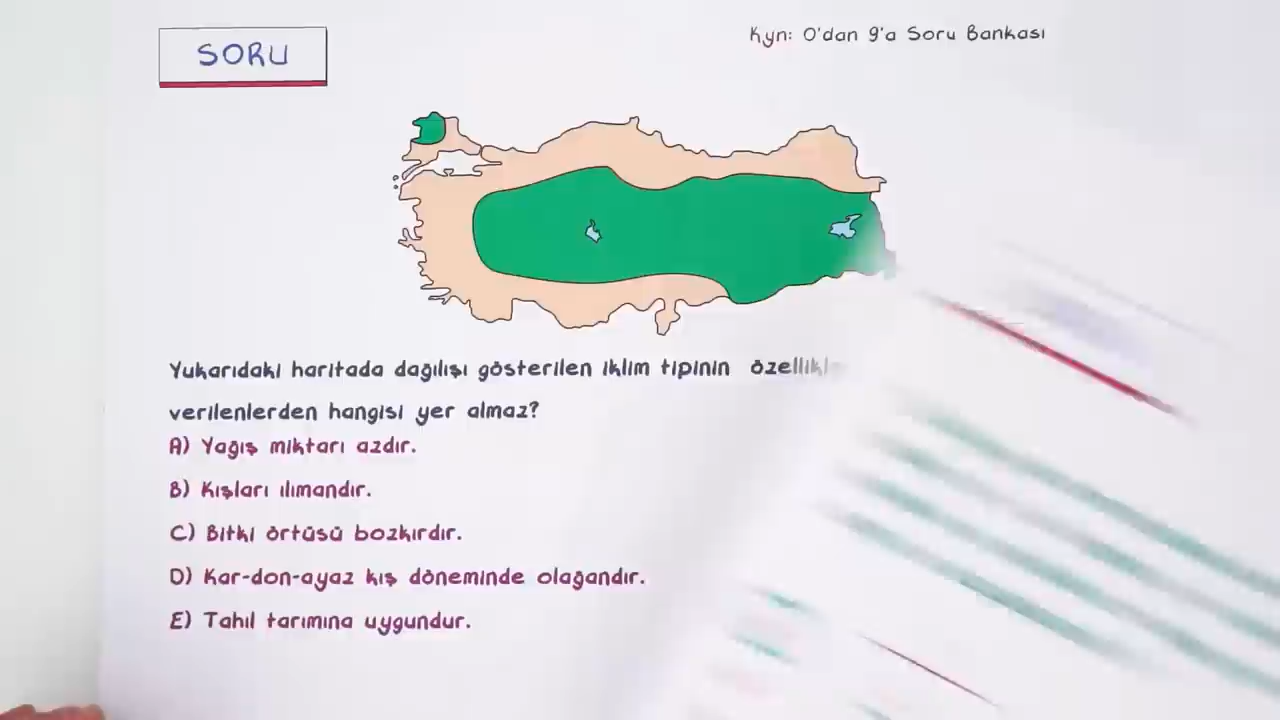 SORU
Kyn: 0'dan 9'a Soru Bankası
Yukarıdaki haritada dağılışı gösterilen iklim tipinin
verilenlerden hangisi yer almaz?
A) Yağış miktarı azdır.
B) Kışları ılımandır.
C) Bitki örtüsü bozkırdır.
D) Kar-don-ayaz kış döneminde olağandır.
E) Tahıl tarımına uygundur.